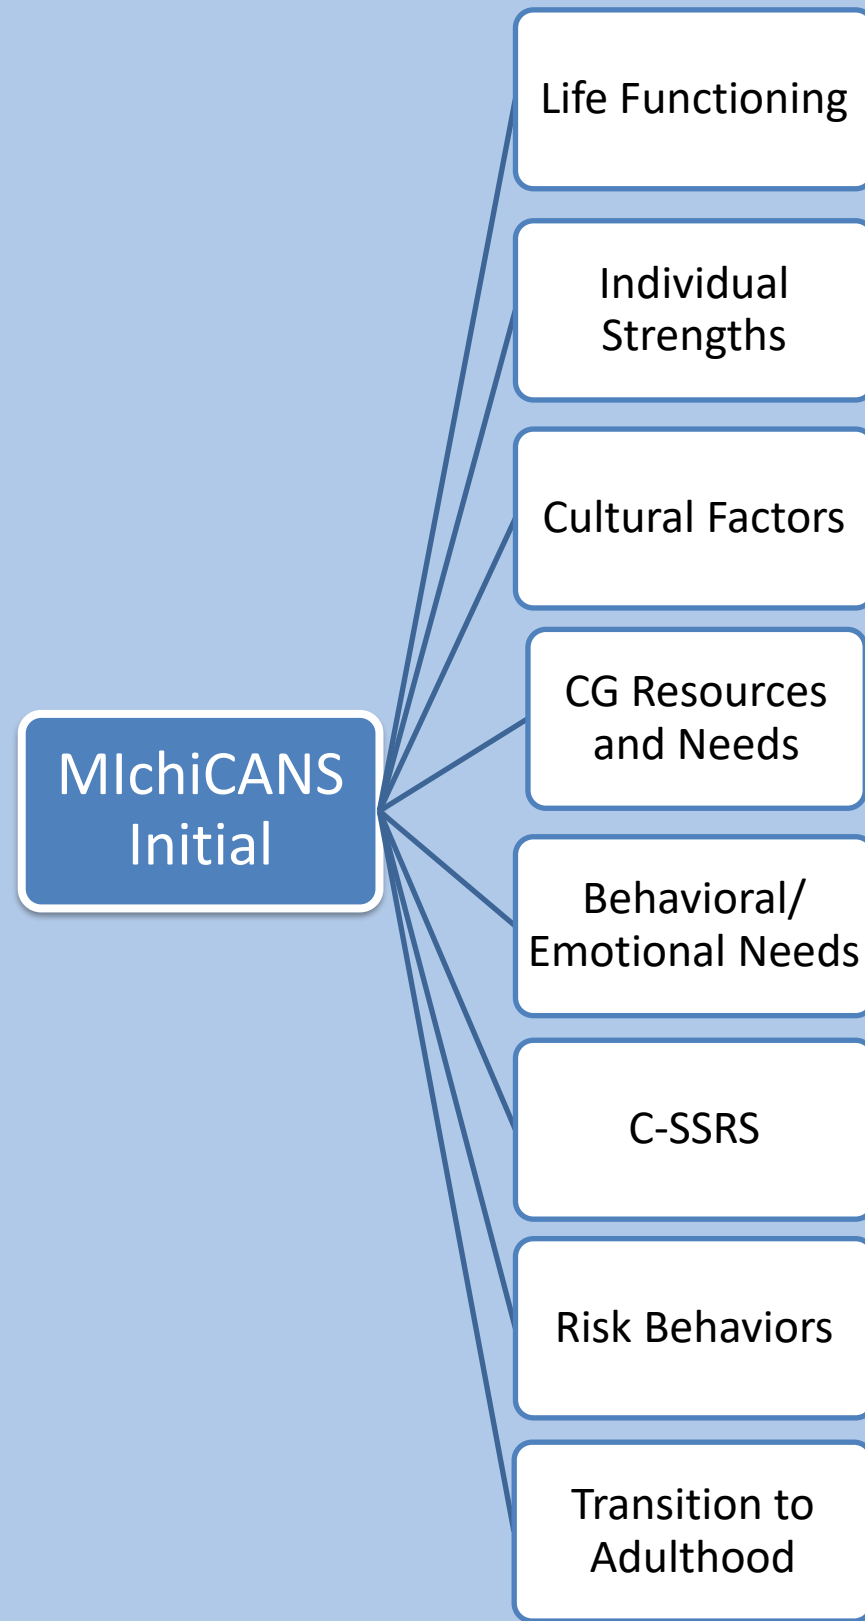 Life Functioning
Individual
Strengths
Cultural Factors
CG Resources
and Needs
MIchiCANS
Initial
Behavioral/
Emotional Needs
C-SSRS
Risk Behaviors
Transition to
Adulthood